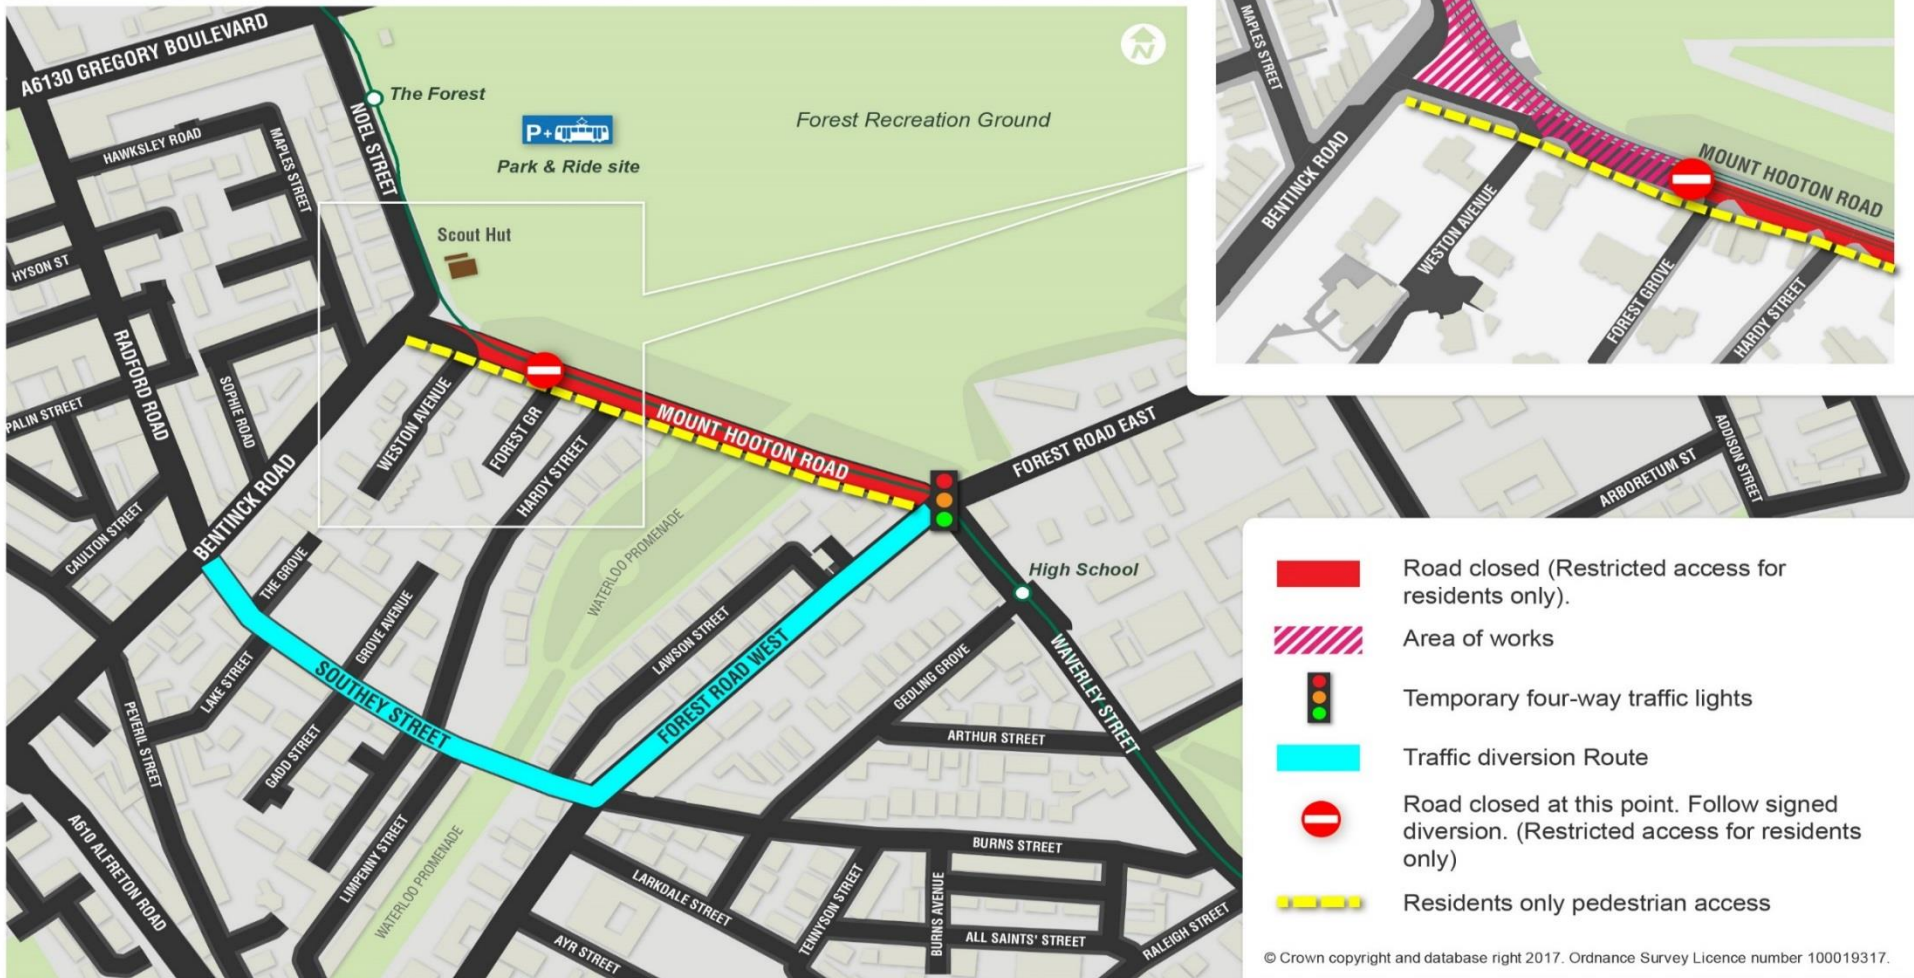 A6130 GREGORY BOULEVARD
The Forest
NOEL STREET
P+
Park & Ride site
Forest Recreation Ground
N
HAWKSLEY ROAD
MAPLES STREET
HYSON ST
Scout Hut
RADFORD ROAD
PALIN STREET
SOPHIE ROAD
WESTON AVENUE
FOREST GR
HARDY STREET
MOUNT HOOTON ROAD
FOREST ROAD EAST
BENTINCK ROAD
CAULTON STREET
THE GROVE
GROVE AVENUE
WATERLOO PROMENADE
LAWSON STREET
FOREST ROAD WEST
High School
GEDLING GROVE
WAVERLEY STREET
ARTHUR STREET
LAKE STREET
SOUTHEY STREET
PEVERIL STREET
GADD STREET
LIMPENNY STREET
A610 ALFRETON ROAD
WATERLOO PROMENADE
BURNS STREET
LARKDALE STREET
TENNYSON STREET
BURNS AVENUE
ALL SAINTS' STREET
RALEIGH STREET
AYR STREET
ARBORETUM ST
ADDISON STREET
MAPLES STREET
BENTINCK ROAD
WESTON AVENUE
MOUNT HOOTON ROAD
FOREST GROVE
HARDY STREET
Road closed (Restricted access for
residents only).
Area of works
Temporary four-way traffic lights
Traffic diversion Route
Road closed at this point. Follow signed
diversion. (Restricted access for residents
only)
Residents only pedestrian access
© Crown copyright and database right 2017. Ordnance Survey Licence number 100019317.